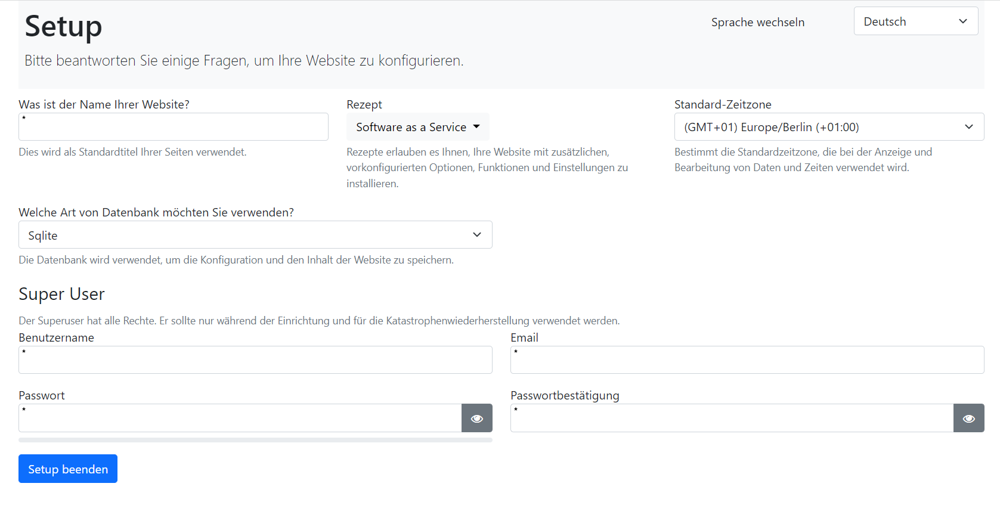 Setup
Sprache wechseln
Deutsch
Bitte beantworten Sie einige Fragen, um Ihre Website zu konfigurieren.
Was ist der Name Ihrer Website?
*
Dies wird als Standardtitel Ihrer Seiten verwendet.
Rezept
Software as a Service
Rezepte erlauben es Ihnen, Ihre Website mit zusätzlichen,
vorkonfigurierten Optionen, Funktionen und Einstellungen zu
installieren.
Standard-Zeitzone
(GMT+01) Europe/Berlin (+01:00)
Bestimmt die Standardzeitzone, die bei der Anzeige und
Bearbeitung von Daten und Zeiten verwendet wird.
Welche Art von Datenbank möchten Sie verwenden?
Sqlite
Die Datenbank wird verwendet, um die Konfiguration und den Inhalt der Website zu speichern.
Super User
Der Superuser hat alle Rechte. Er sollte nur während der Einrichtung und für die Katastrophenwiederherstellung verwendet werden.
Benutzername
*
Email
*
Passwort
*
Passwortbestätigung
*
Setup beenden